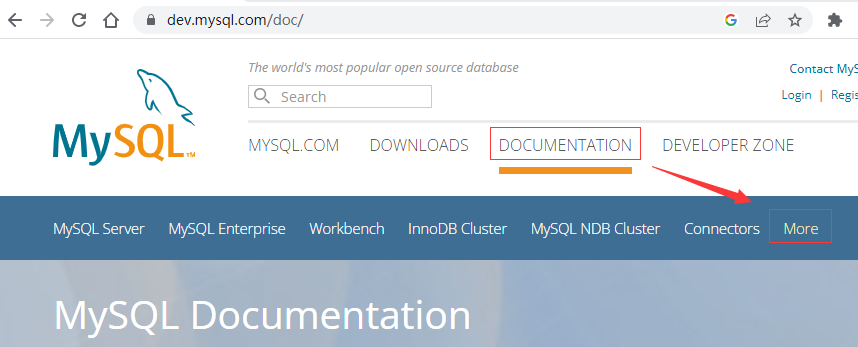 dev.mysql.com/doc/
The world's most popular open source database
Contact MyS
Search
Login | Regis
MySQL™
MYSQL.COM DOWNLOADS DOCUMENTATION DEVELOPER ZONE
MySQL Server MySQL Enterprise Workbench InnoDB Cluster MySQL NDB Cluster Connectors More
MySQL Documentation